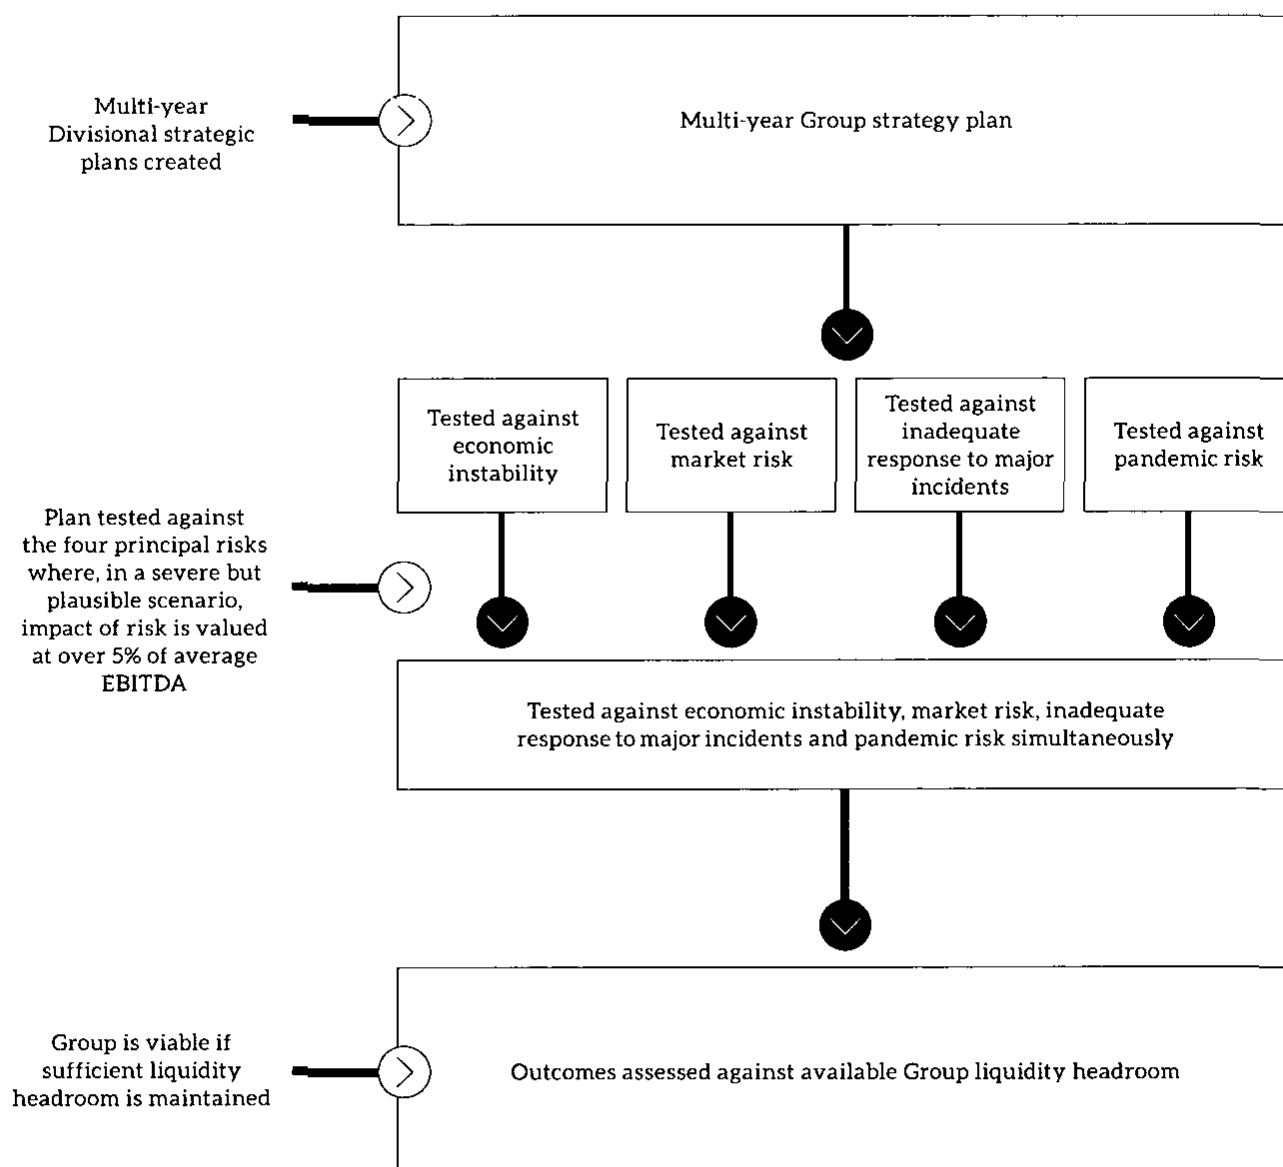 Multi-year
Divisional strategic
plans created
Multi-year Group strategy plan
Tested against
economic
instability
Tested against
market risk
Tested against
inadequate
response to major
incidents
Tested against
pandemic risk
Plan tested against
the four principal risks
where, in a severe but
plausible scenario,
impact of risk is valued
at over 5% of average
EBITDA
Tested against economic instability, market risk, inadequate
response to major incidents and pandemic risk simultaneously
Group is viable if
sufficient liquidity
headroom is maintained
Outcomes assessed against available Group liquidity headroom